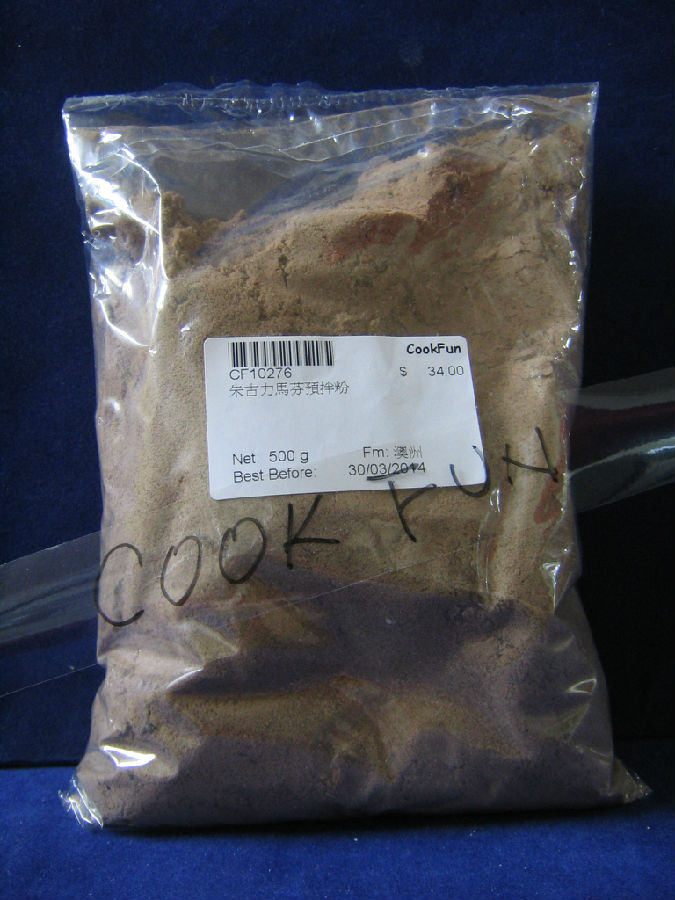 CookFun
CF10276
$ 34.00
朱古力馬芬預拌粉
Net: 500 g
Fm: 澳洲
Best Before: 30/03/2014
COOK FUN